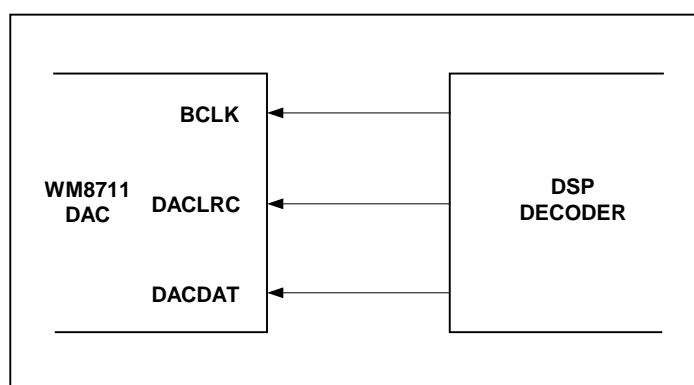 BCLK
WM8711
DAC
DACLRC
DACDAT
DSP
DECODER